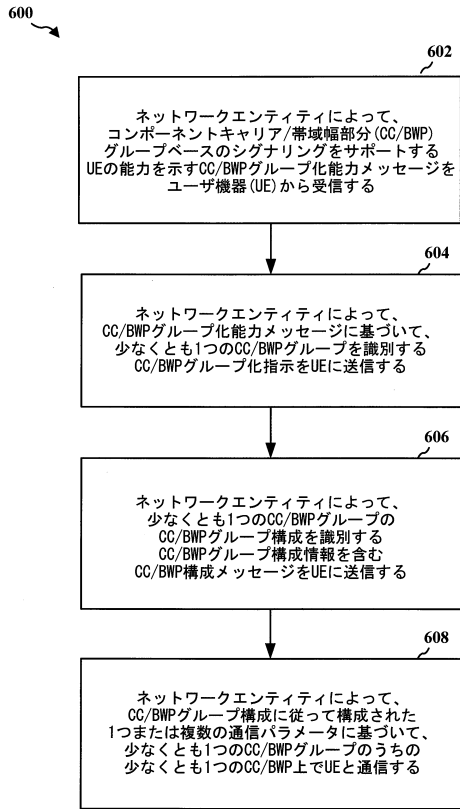 600
602
ネットワークエンティティによって、
コンポーネントキャリア/帯域幅部分(CC/BWP)
グループベースのシグナリングをサポートする
UEの能力を示すCC/BWPグループ化能力メッセージを
ユーザ機器(UE)から受信する
604
ネットワークエンティティによって、
CC/BWPグループ化能力メッセージに基づいて、
少なくとも1つのCC/BWPグループを識別する
CC/BWPグループ化指示をUEに送信する
606
ネットワークエンティティによって、
少なくとも1つのCC/BWPグループの
CC/BWPグループ構成を識別する
CC/BWPグループ構成情報を含む
CC/BWP構成メッセージをUEに送信する
608
ネットワークエンティティによって、
CC/BWPグループ構成に従って構成された
1つまたは複数の通信パラメータに基づいて、
少なくとも1つのCC/BWPグループのうちの
少なくとも1つのCC/BWP上でUEと通信する